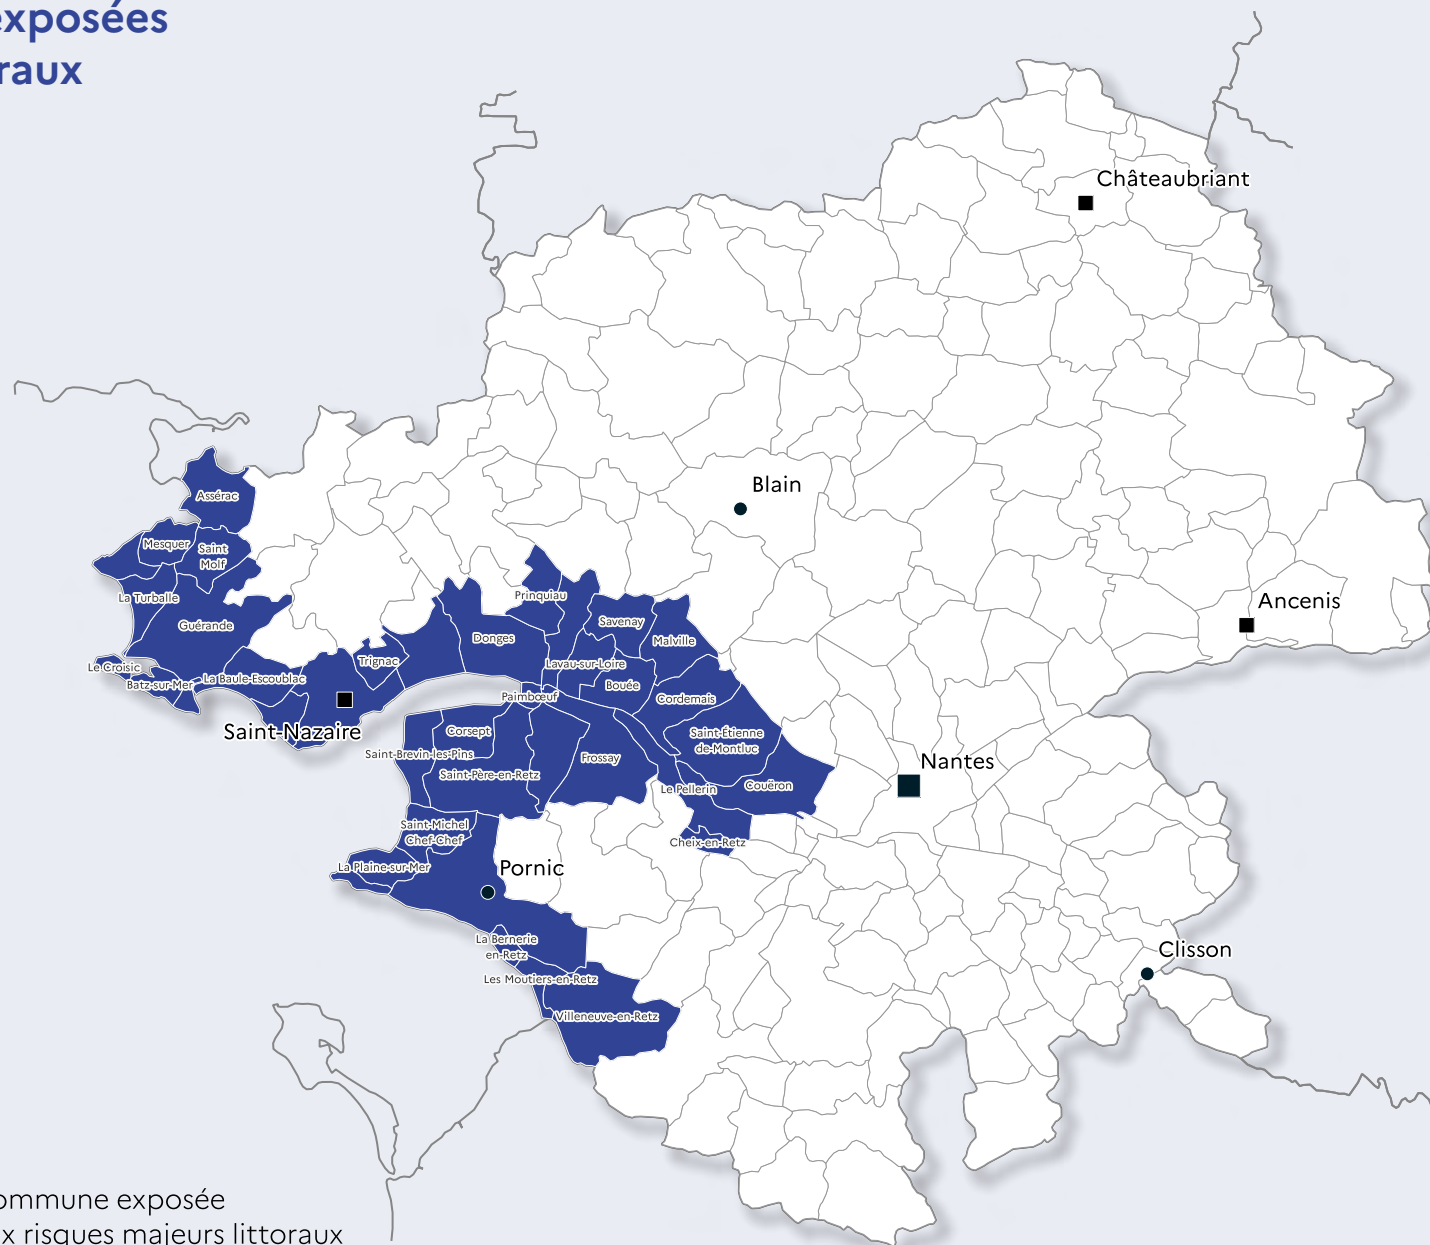 exposées
raux
Châteaubriant
Blain
Assérac
Mesquer
Saint
Molf
La Turballe
Prinquiau
Ancenis
Guérande
Savenay
Donges
Malville
Trignac
Lavau-sur-Loire
Le Croisic
La Baule-Escoublac
Batz-sur-Mer
Bouée
Paimbœuf
Cordemais
Saint-Nazaire
Corsept
Saint-Étienne
de-Montluc
Saint-Brevin-les-Pins
Frossay
Nantes
Saint-Père-en-Retz
Le Pellerin
Couëron
Saint-Michel
Chef-Chef
Cheix-en-Retz
La Plaine-sur-Mer
Pornic
La Bernerie
en-Retz
Clisson
Les Moutiers-en-Retz
Villeneuve-en-Retz
ommune exposée
x risques majeurs littoraux